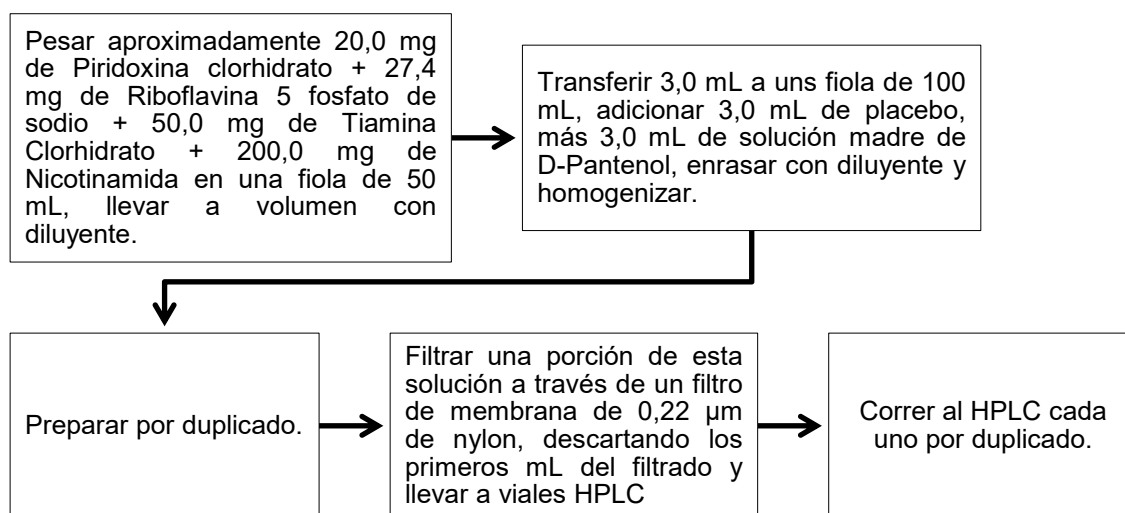 Pesar aproximadamente 20,0 mg
de Piridoxina clorhidrato + 27,4
mg de Riboflavina 5 fosfato de
sodio + 50,0 mg de Tiamina
Clorhidrato + 200,0 mg de
Nicotinamida en una fiola de 50
mL, llevar a volumen con
diluyente.
Transferir 3,0 mL a uns fiola de 100
mL, adicionar 3,0 mL de placebo,
más 3,0 mL de solución madre de
D-Pantenol, enrasar con diluyente y
homogenizar.
Preparar por duplicado.
Filtrar una porción de esta
solución a través de un filtro
de membrana de 0,22 µm
de nylon, descartando los
primeros mL del filtrado y
llevar a viales HPLC
Correr al HPLC cada
uno por duplicado.